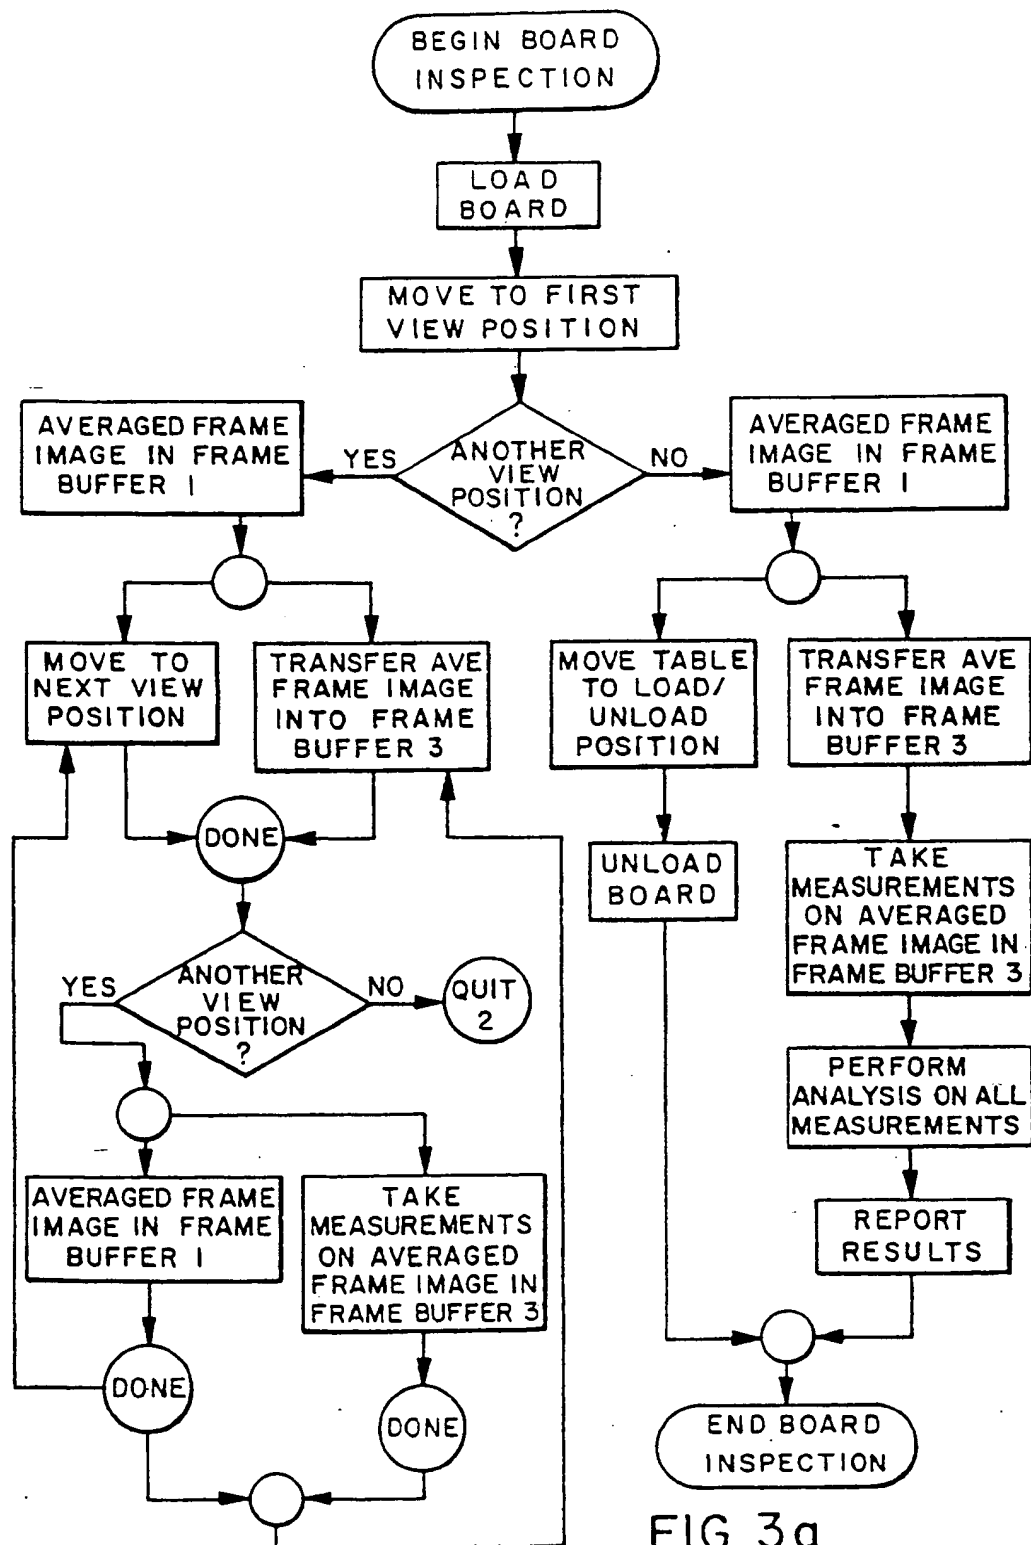 BEGIN BOARD
INSPECTION
LOAD
BOARD
MOVE TO FIRST
VIEW POSITION
AVERAGED FRAME
IMAGE IN FRAME
BUFFER 1
YES
ANOTHER
VIEW
POSITION
?
NO
AVERAGED FRAME
IMAGE IN FRAME
BUFFER 1
MOVE TO
NEXT VIEW
POSITION
TRANSFER AVE
FRAME IMAGE
INTO FRAME
BUFFER 3
MOVE TABLE
TO LOAD/
UNLOAD
POSITION
TRANSFER AVE
FRAME IMAGE
INTO FRAME
BUFFER 3
DONE
UNLOAD
BOARD
TAKE
MEASUREMENTS
ON AVERAGED
FRAME IMAGE IN
FRAME BUFFER 3
YES
ANOTHER
VIEW
POSITION
?
NO
QUIT
2
PERFORM
ANALYSIS ON ALL
MEASUREMENTS
AVERAGED FRAME
IMAGE IN FRAME
BUFFER 1
TAKE
MEASUREMENTS
ON AVERAGED
FRAME IMAGE IN
FRAME BUFFER 3
REPORT
RESULTS
DONE
DONE
END BOARD
INSPECTION
FIG 3a